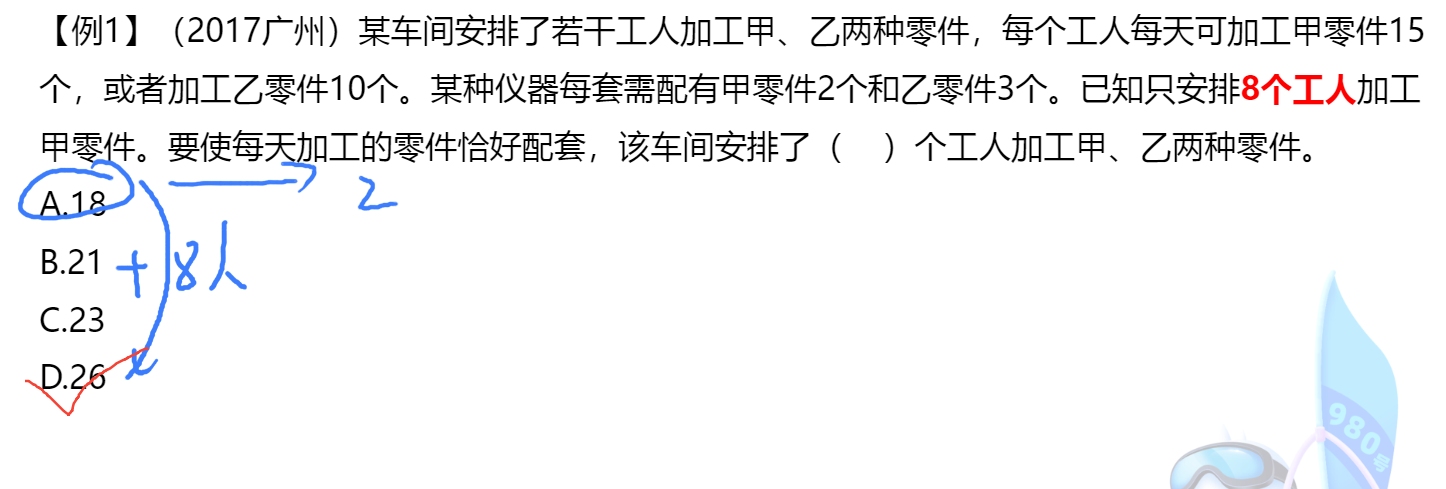 【例1】（2017广州）某车间安排了若干工人加工甲、乙两种零件，每个工人每天可加工甲零件15
个，或者加工乙零件10个。某种仪器每套需配有甲零件2个和乙零件3个。已知只安排8个工人加工
甲零件。要使每天加工的零件恰好配套，该车间安排了（　）个工人加工甲、乙两种零件。
2
A.18
B.21 + 8人
C.23
D.26
980号